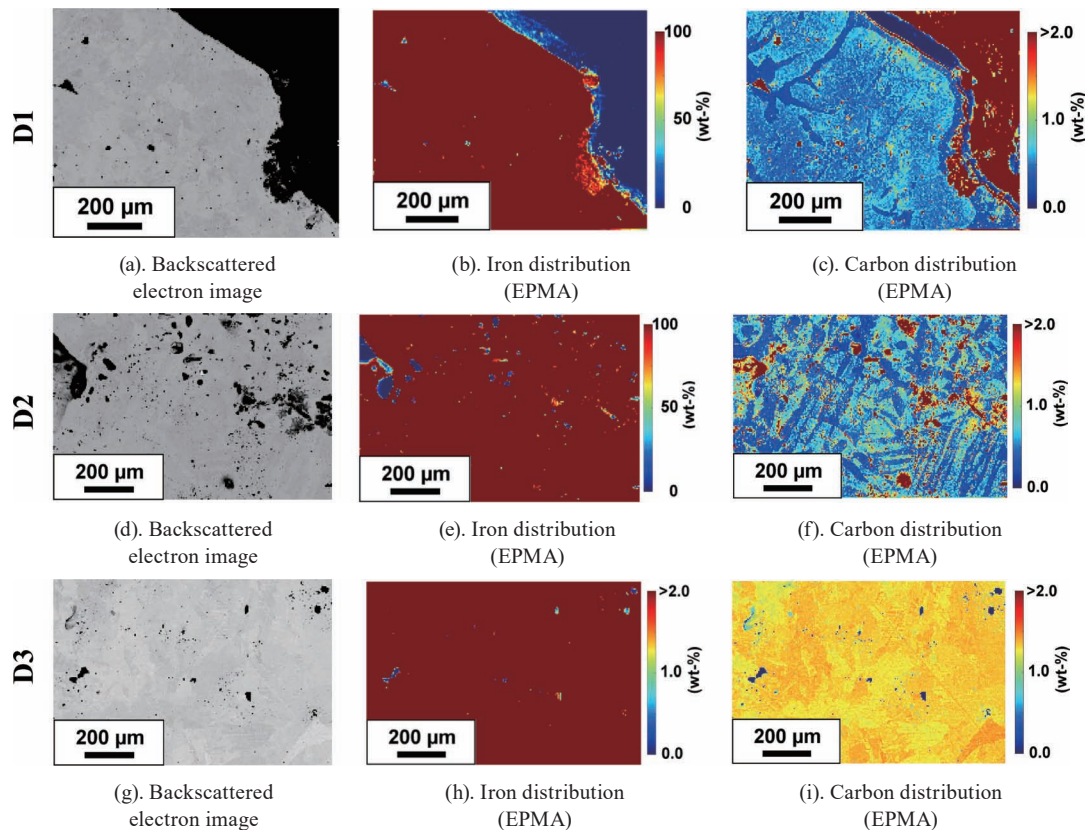 D1
200 µm
100
50
0
(wt-%)
200 µm
>2.0
1.0
0.0
(wt-%)
200 µm
(a). Backscattered
electron image
(b). Iron distribution
(EPMA)
(c). Carbon distribution
(EPMA)
D2
200 µm
100
50
0
(wt-%)
200 µm
>2.0
1.0
0.0
(wt-%)
200 µm
(d). Backscattered
electron image
(e). Iron distribution
(EPMA)
(f). Carbon distribution
(EPMA)
D3
200 µm
>2.0
1.0
0.0
(wt-%)
200 µm
>2.0
1.0
0.0
(wt-%)
200 µm
(g). Backscattered
electron image
(h). Iron distribution
(EPMA)
(i). Carbon distribution
(EPMA)